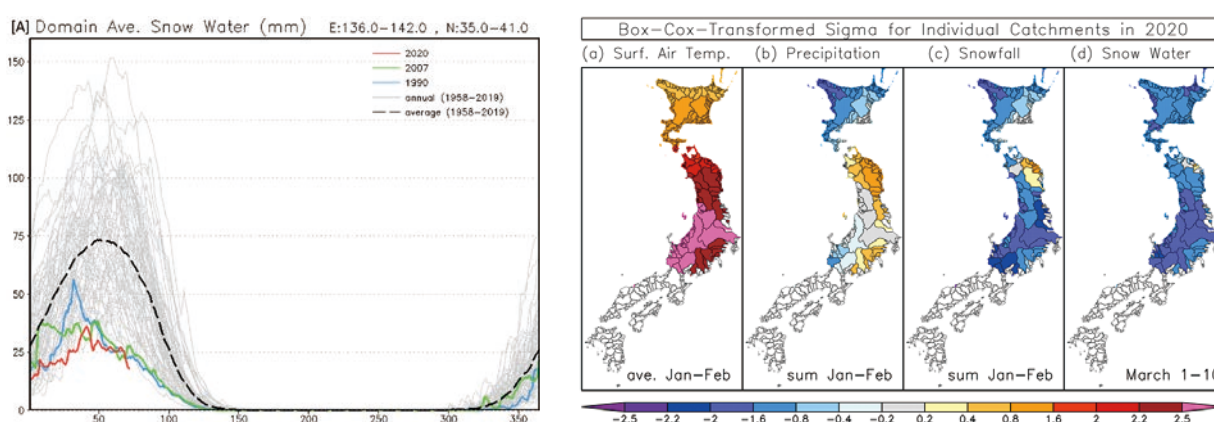 [A] Domain Ave. Snow Water (mm) E:136.0-142.0 , N:35.0-41.0
150
125
100
75
50
25
0
2020
2007
1990
annual (1958-2019)
average (1958-2019)
50 100 150 200 250 300 350
Box-Cox-Transformed Sigma for Individual Catchments in 2020
(a) Surf. Air Temp. (b) Precipitation (c) Snowfall (d) Snow Water
ave. Jan-Feb sum Jan-Feb sum Jan-Feb March 1-10
-2.5 -2.2 -2 -1.6 -0.8 -0.4 -0.2 0.2 0.4 0.8 1.6 2 2.2 2.5